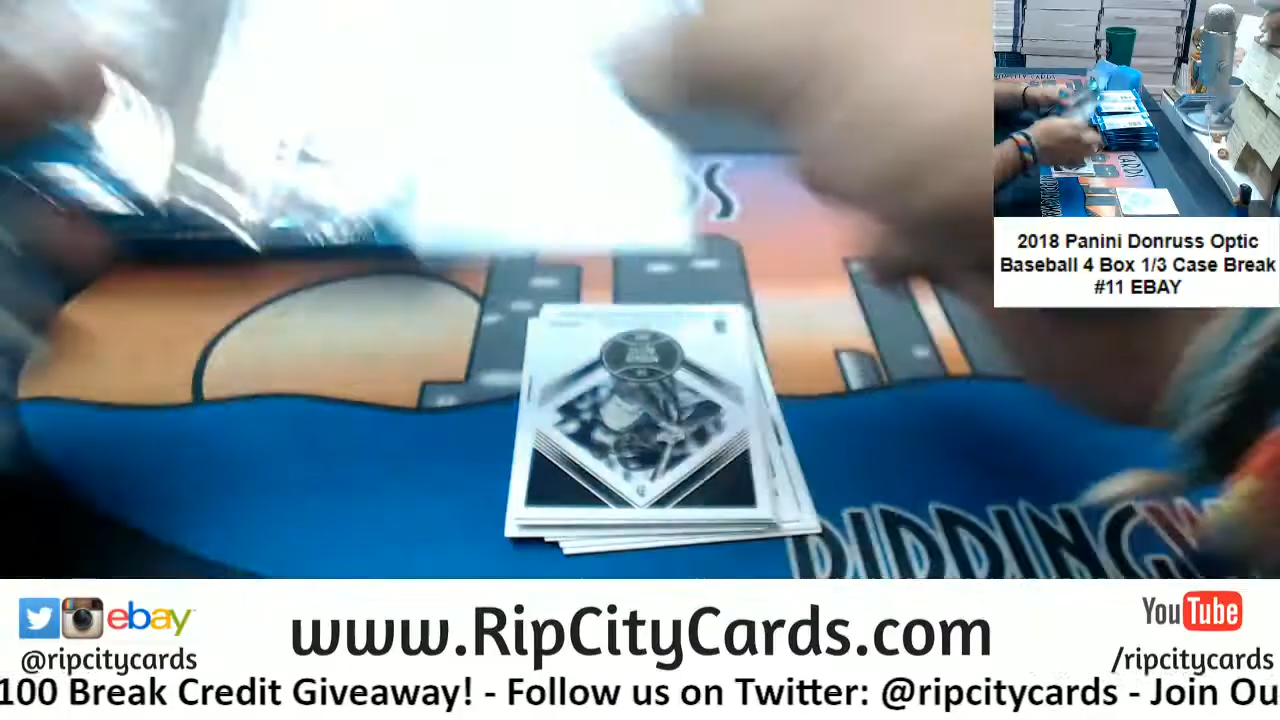 2018 Panini Donruss Optic
Baseball 4 Box 1/3 Case Break
#11 EBAY
RIPPINGW
ebay
@ripcitycards
www.RipCityCards.com
YouTube
/ripcitycards
100 Break Credit Giveaway! - Follow us on Twitter: @ripcitycards - Join Ou